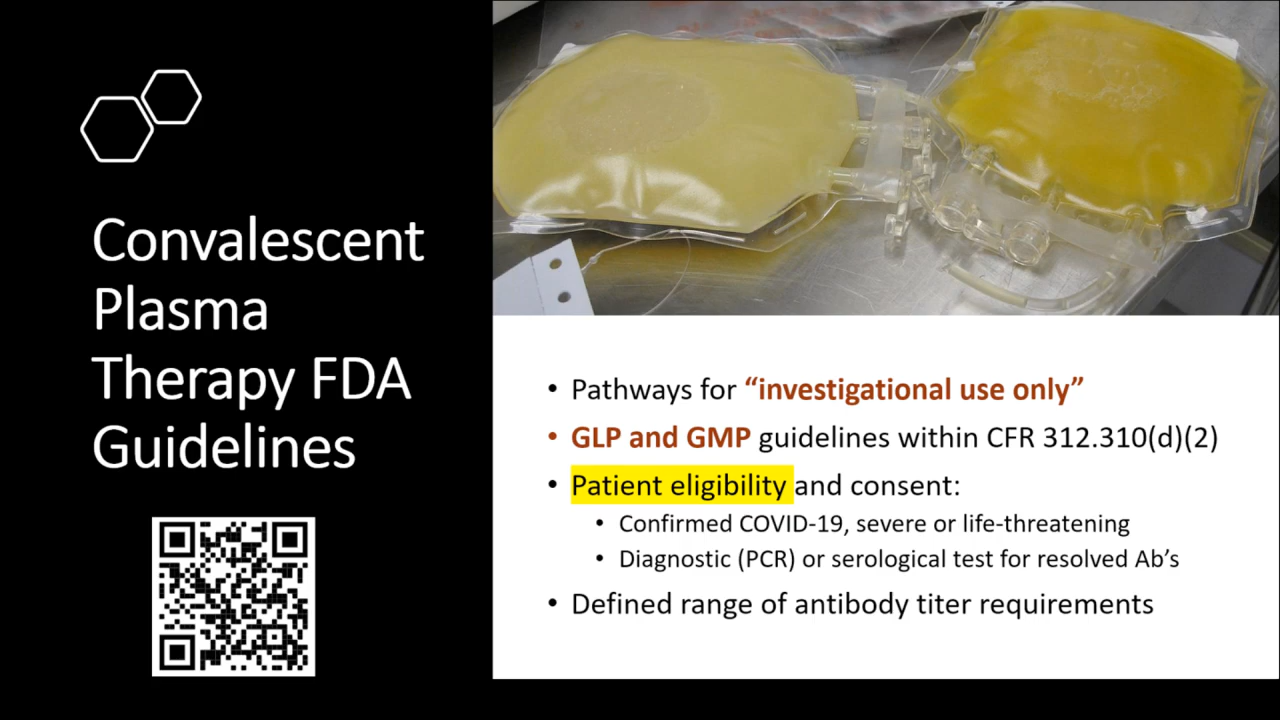 Convalescent
Plasma
Therapy FDA
Guidelines
• Pathways for “investigational use only”
• GLP and GMP guidelines within CFR 312.310(d)(2)
• Patient eligibility and consent:
• Confirmed COVID-19, severe or life-threatening
• Diagnostic (PCR) or serological test for resolved Ab’s
• Defined range of antibody titer requirements